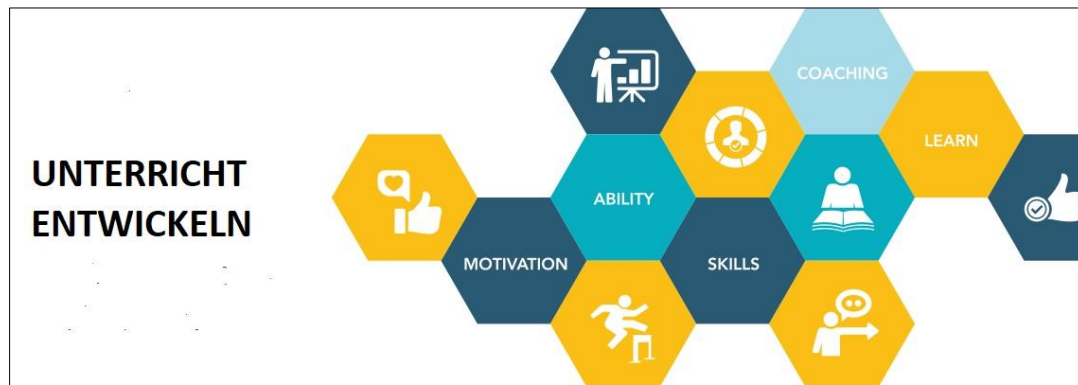 UNTERRICHT
ENTWICKELN
COACHING
LEARN
ABILITY
MOTIVATION
SKILLS